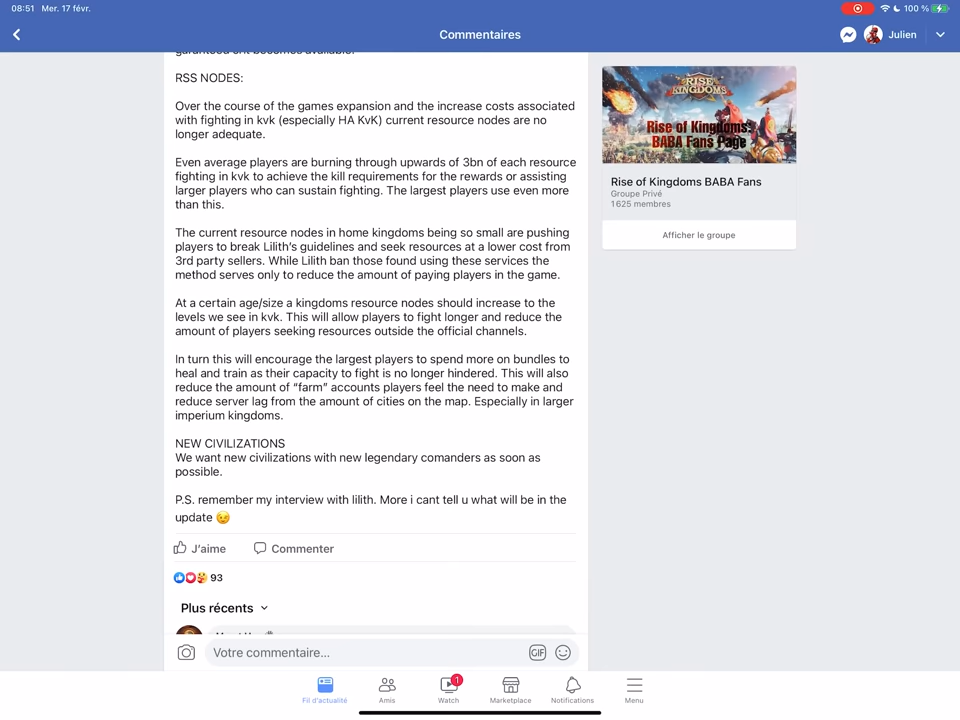 08:51 Mer. 17 févr.
100 %
Commentaires
Julien
RSS NODES:
Over the course of the games expansion and the increase costs associated
with fighting in kvk (especially HA KvK) current resource nodes are no
longer adequate.
Even average players are burning through upwards of 3bn of each resource
fighting in kvk to achieve the kill requirements for the rewards or assisting
larger players who can sustain fighting. The largest players use even more
than this.
The current resource nodes in home kingdoms being so small are pushing
players to break Lilith's guidelines and seek resources at a lower cost from
3rd party sellers. While Lilith ban those found using these services the
method serves only to reduce the amount of paying players in the game.
At a certain age/size a kingdoms resource nodes should increase to the
levels we see in kvk. This will allow players to fight longer and reduce the
amount of players seeking resources outside the official channels.
In turn this will encourage the largest players to spend more on bundles to
heal and train as their capacity to fight is no longer hindered. This will also
reduce the amount of "farm" accounts players feel the need to make and
reduce server lag from the amount of cities on the map. Especially in larger
imperium kingdoms.
NEW CIVILIZATIONS
We want new civilizations with new legendary comanders as soon as
possible.
P.S. remember my interview with lilith. More i cant tell u what will be in the
update 😉
J'aime
Commenter
93
Plus récents
Votre commentaire...
GIF
RISE OF
KINGDOMS
Rise of Kingdoms:
BABA Fans Page
Rise of Kingdoms BABA Fans
Groupe Privé
1 625 membres
Afficher le groupe
Fil d'actualité
Amis
1
Watch
Marketplace
Notifications
Menu